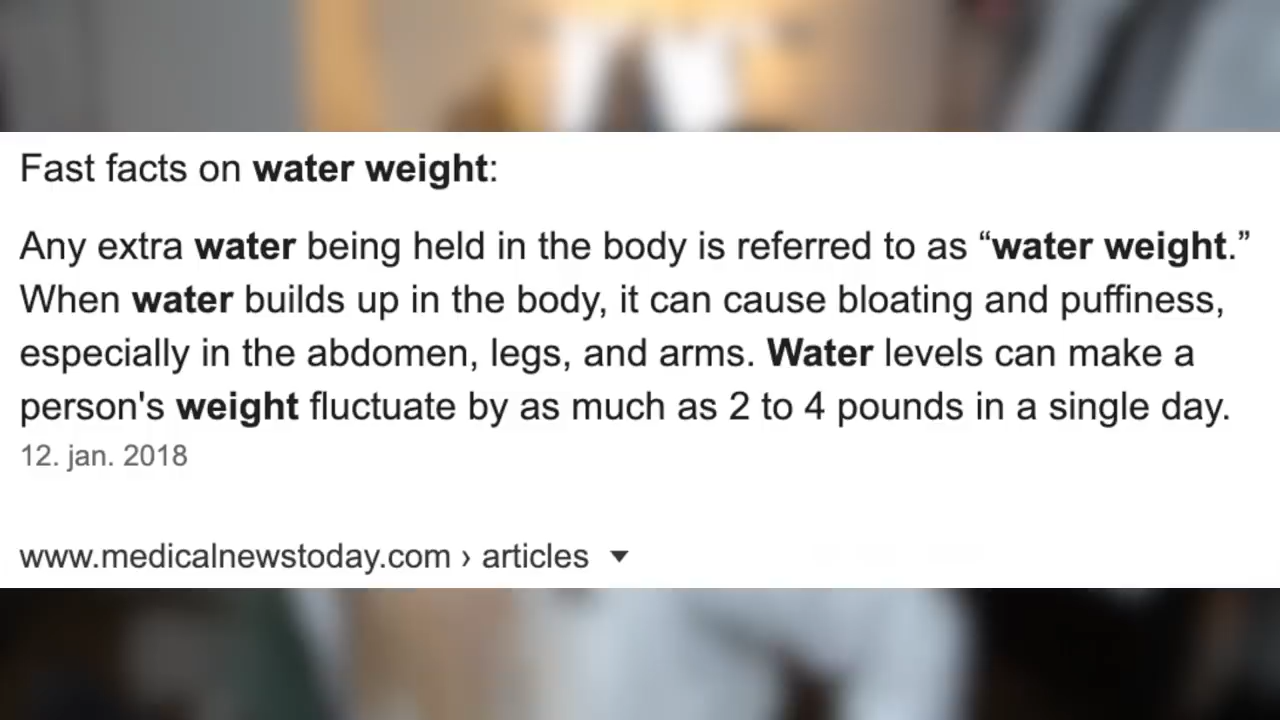 Fast facts on water weight:
Any extra water being held in the body is referred to as “water weight.”
When water builds up in the body, it can cause bloating and puffiness,
especially in the abdomen, legs, and arms. Water levels can make a
person's weight fluctuate by as much as 2 to 4 pounds in a single day.
12. jan. 2018
www.medicalnewstoday.com › articles